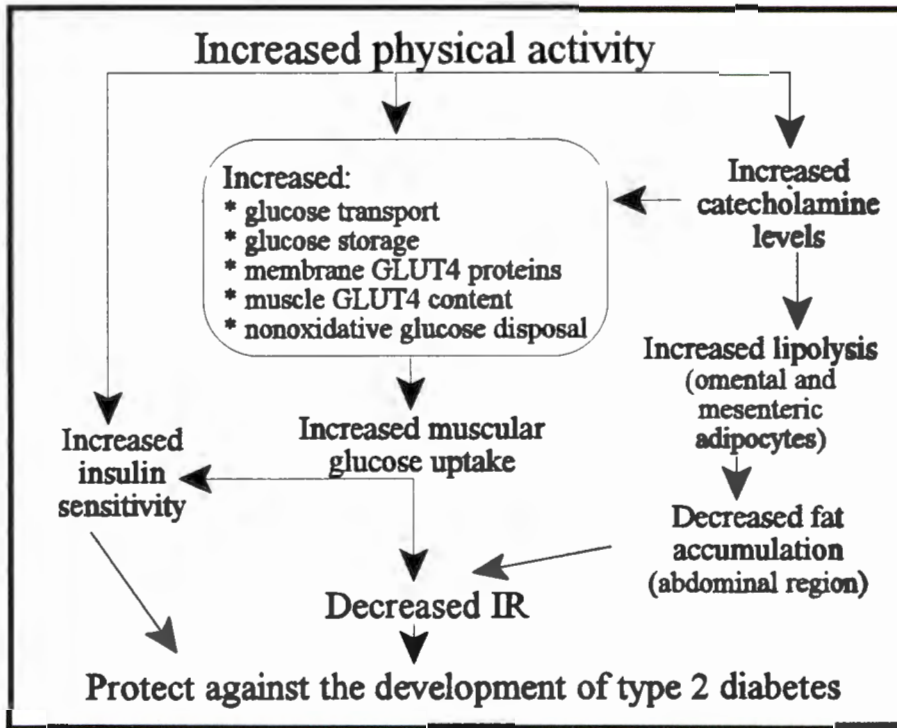 Increased physical activity
Increased:
* glucose transport
* glucose storage
* membrane GLUT4 proteins
* muscle GLUT4 content
* nonoxidative glucose disposal
Increased
catecholamine
levels
Increased lipolysis
(omental and
mesenteric
adipocytes)
Increased
insulin
sensitivity
Increased muscular
glucose uptake
Decreased fat
accumulation
(abdominal region)
Decreased IR
Protect against the development of type 2 diabetes